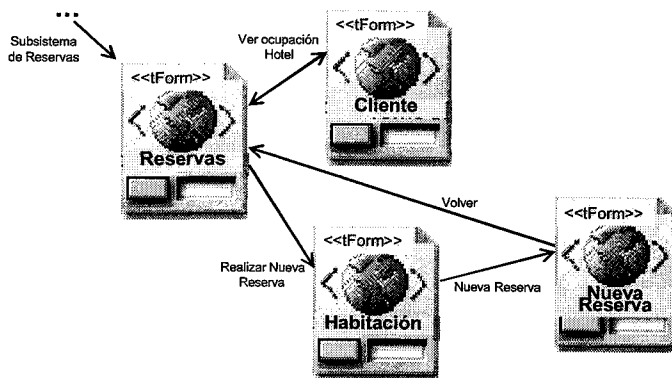 ...
Subsistema
de Reservas
<<tForm>>
Reservas
Ver ocupación
Hotel
<<tForm>>
Cliente
Volver
Realizar Nueva
Reserva
<<tForm>>
Habitación
Nueva Reserva
<<tForm>>
Nueva
Reserva